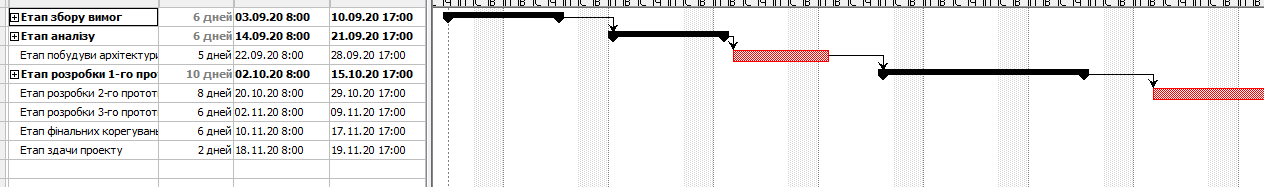 Етап збору вимог 6 дней 03.09.20 8:00 10.09.20 17:00
Етап аналізу 6 дней 14.09.20 8:00 21.09.20 17:00
Етап побудуви архітектури 5 дней 22.09.20 8:00 28.09.20 17:00
Етап розробки 1-го про 10 дней 02.10.20 8:00 15.10.20 17:00
Етап розробки 2-го протот 8 дней 20.10.20 8:00 29.10.20 17:00
Етап розробки 3-го протот 6 дней 02.11.20 8:00 09.11.20 17:00
Етап фінальних корегувань 6 дней 10.11.20 8:00 17.11.20 17:00
Етап здачи проекту 2 дней 18.11.20 8:00 19.11.20 17:00